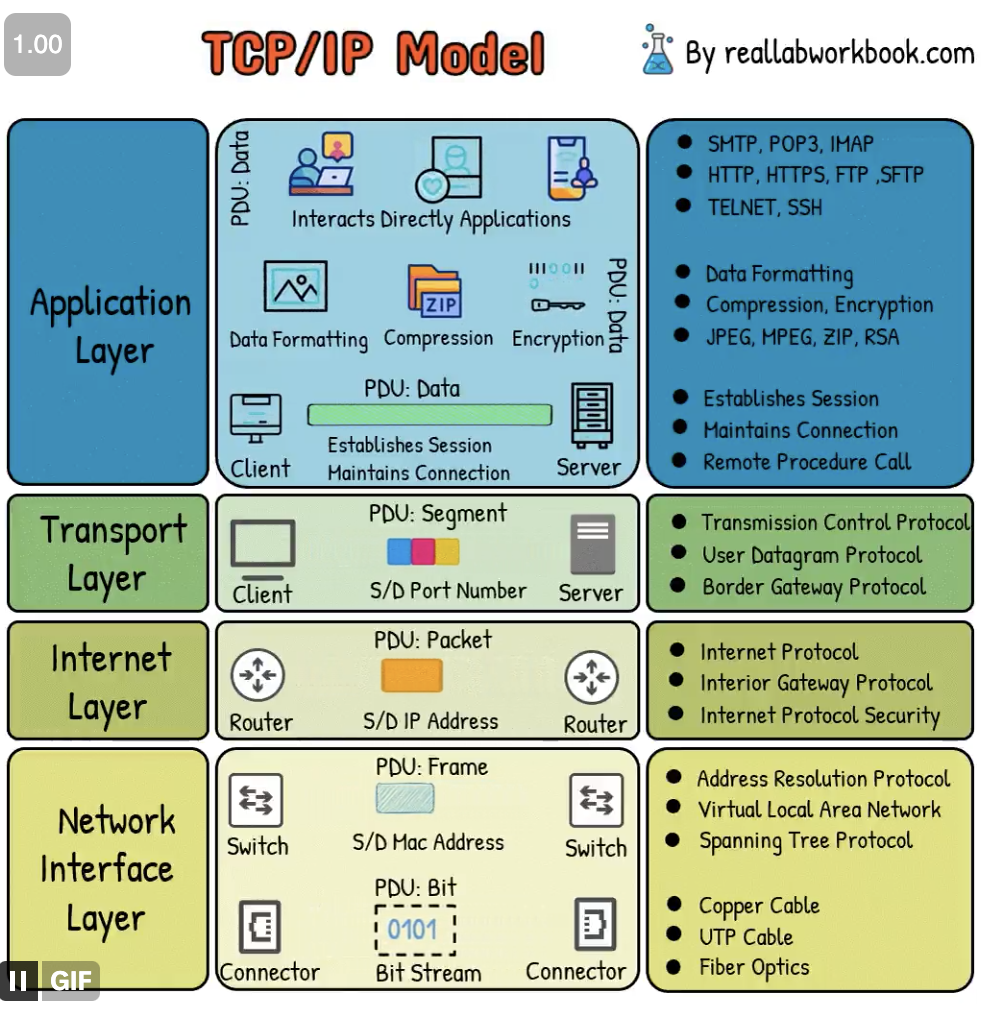 1.00
TCP/IP Model
By reallabworkbook.com
Application
Layer
PDU: Data
Interacts Directly Applications
PDU: Data
Data Formatting
Compression
Encryption
ZIP
PDU: Data
Establishes Session
Maintains Connection
Client
Server
SMTP, POP3, IMAP
HTTP, HTTPS, FTP ,SFTP
TELNET, SSH
Data Formatting
Compression, Encryption
JPEG, MPEG, ZIP, RSA
Establishes Session
Maintains Connection
Remote Procedure Call
Transport
Layer
PDU: Segment
Client
S/D Port Number
Server
Transmission Control Protocol
User Datagram Protocol
Border Gateway Protocol
Internet
Layer
PDU: Packet
Router
S/D IP Address
Router
Internet Protocol
Interior Gateway Protocol
Internet Protocol Security
Network
Interface
Layer
PDU: Frame
Switch
S/D Mac Address
Switch
PDU: Bit
0101
Connector
Bit Stream
Connector
Address Resolution Protocol
Virtual Local Area Network
Spanning Tree Protocol
Copper Cable
UTP Cable
Fiber Optics
GIF